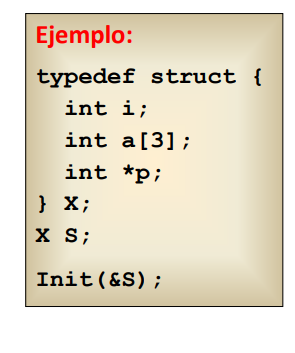 Ejemplo:
typedef struct {
int i;
int a[3];
int *p;
} X;
X S;
Init(&S);